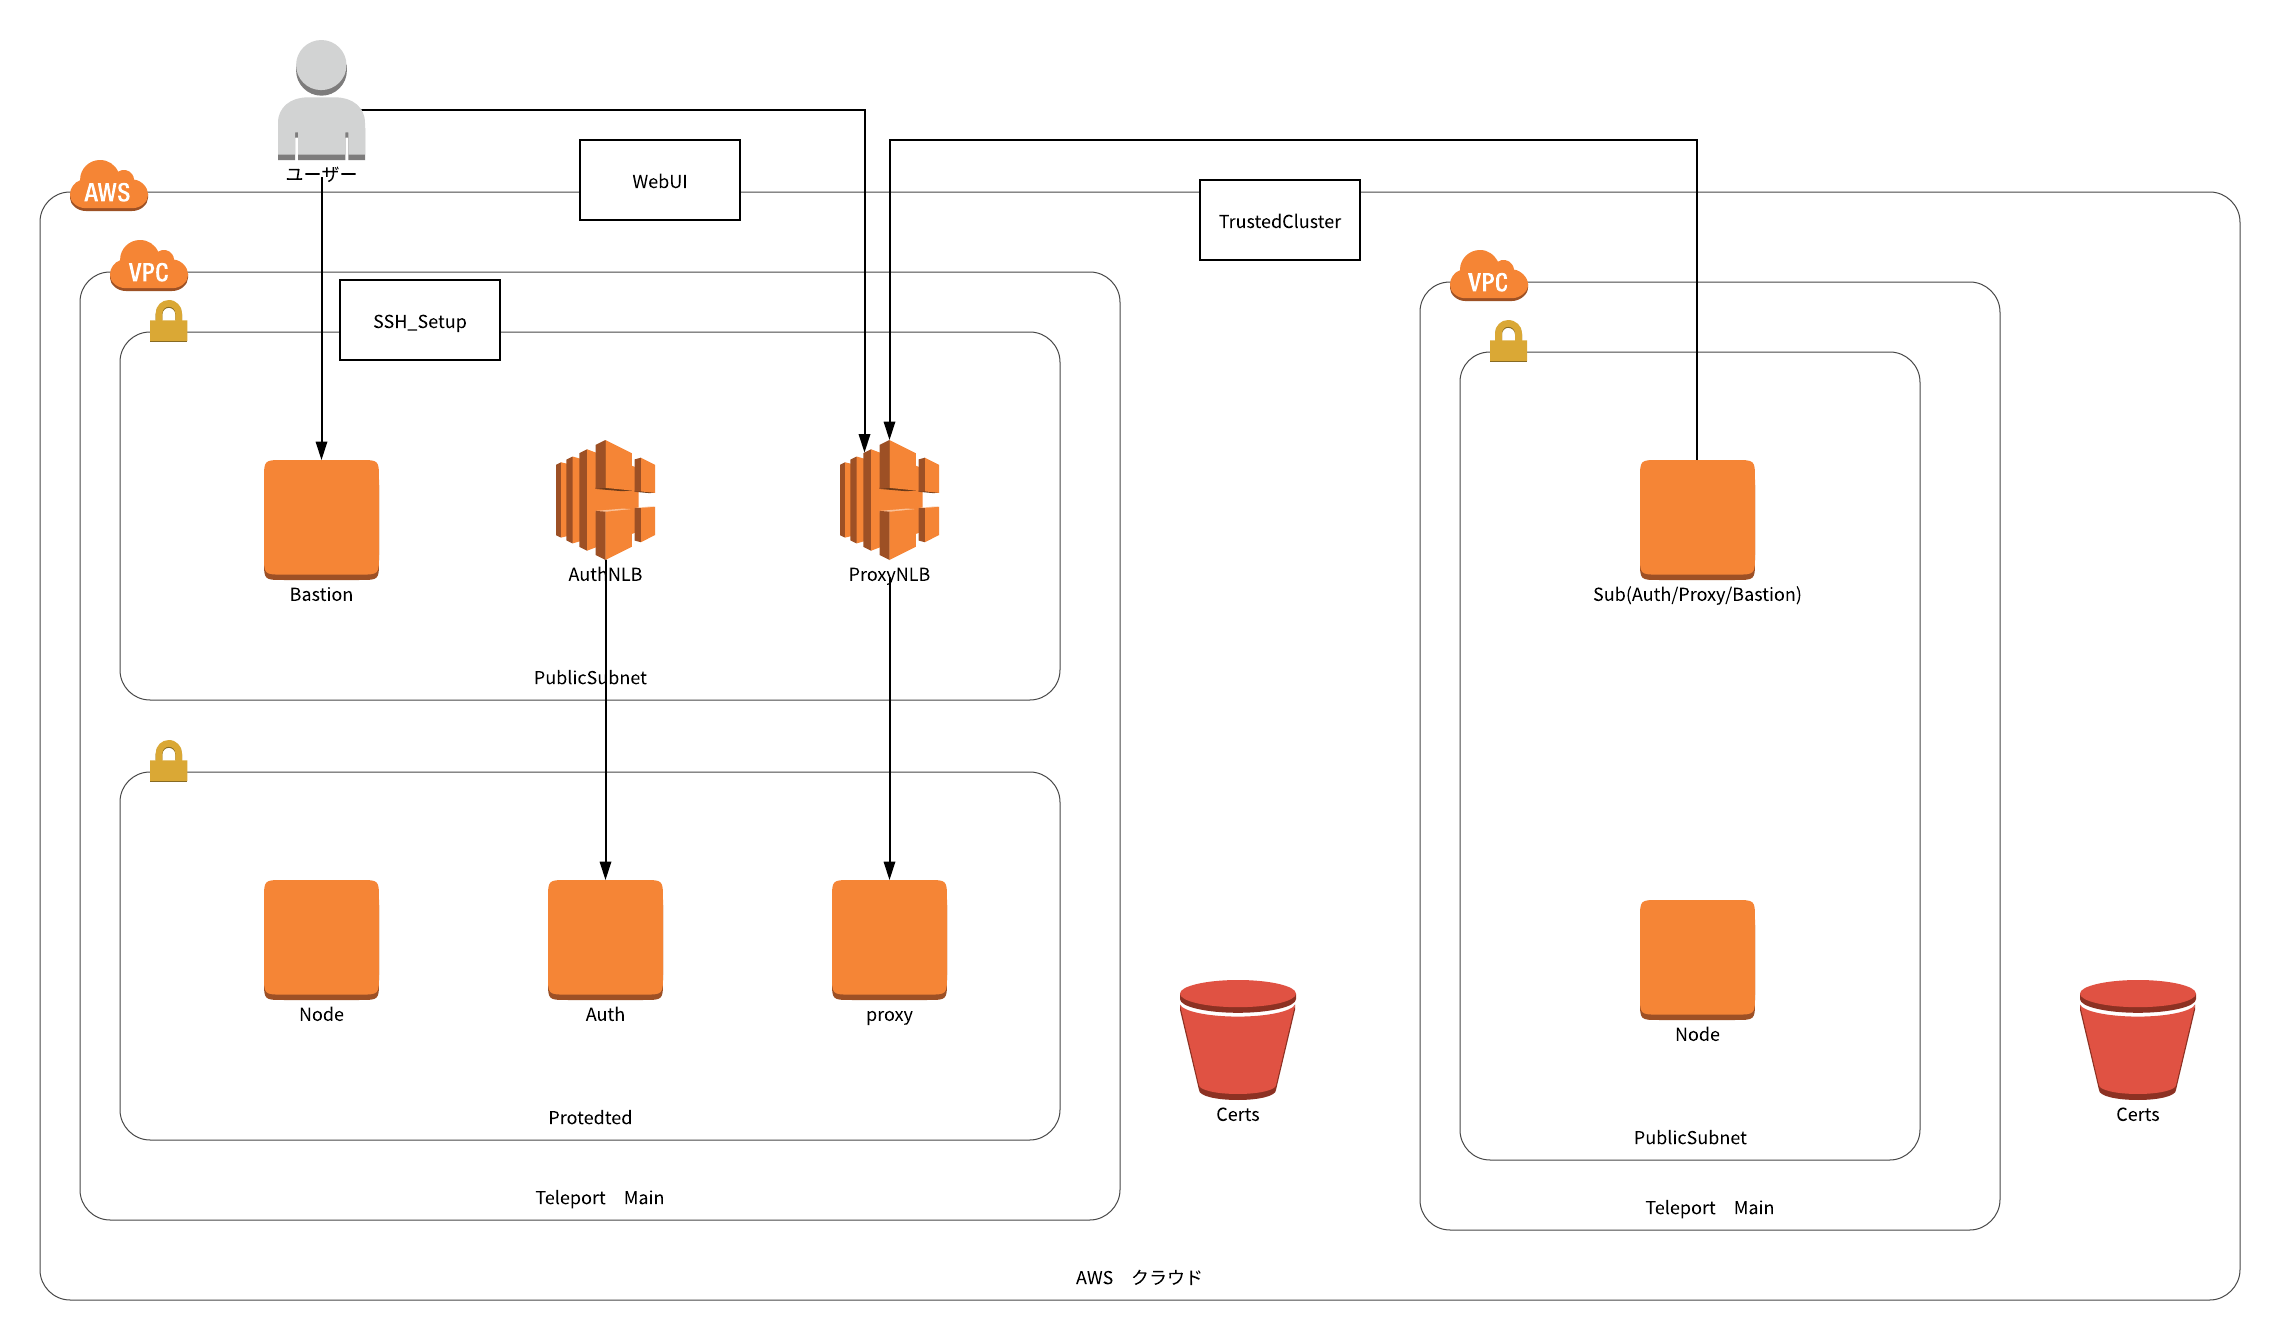 ユーザー
AWS
WebUI
TrustedCluster
VPC
SSH_Setup
VPC
Bastion
AuthNLB
ProxyNLB
Sub(Auth/Proxy/Bastion)
PublicSubnet
Node
Auth
proxy
Node
Protedted
Certs
Certs
PublicSubnet
Teleport　Main
Teleport　Main
AWS　クラウド